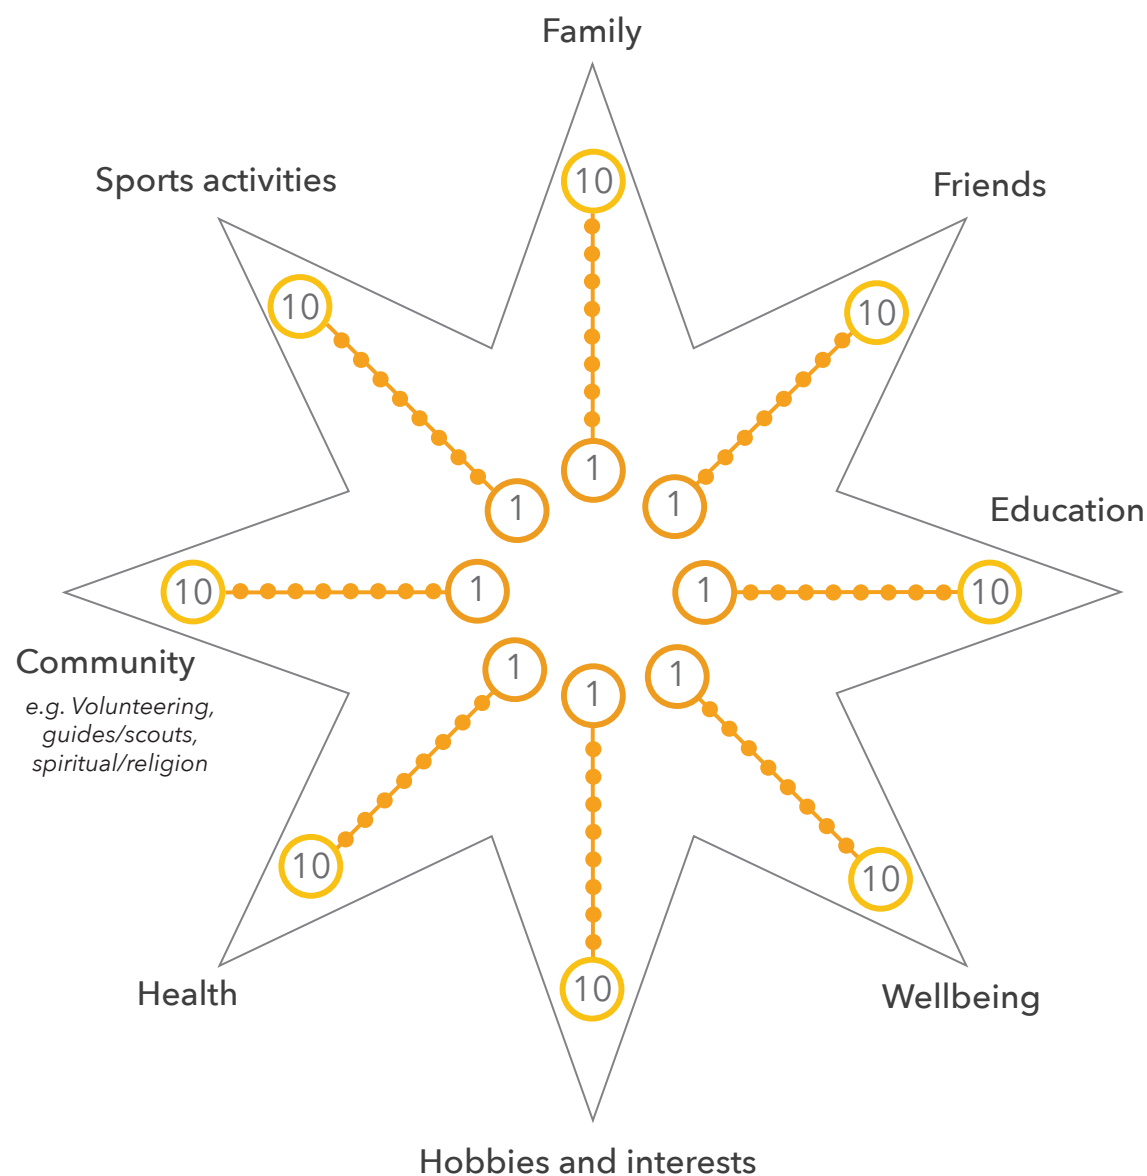 Family
Sports activities
Friends
10
10
10
1
1
1
Education
10
1
1
10
Community
e.g. Volunteering,
guides/scouts,
spiritual/religion
1
1
1
10
10
10
Health
Wellbeing
Hobbies and interests